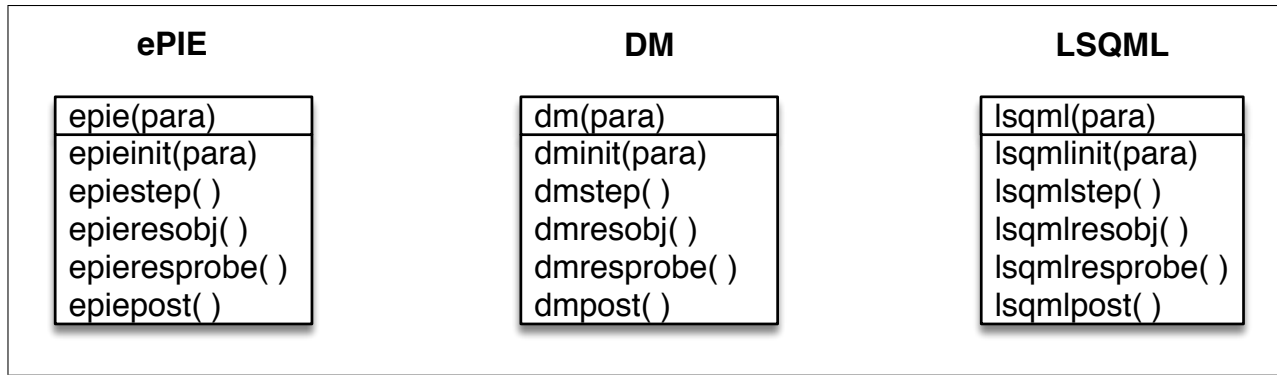 ePIE
epie(para)
epieinit(para)
epiestep( )
epieresobj( )
epieresprobe( )
epiepost( )
DM
dm(para)
dminit(para)
dmstep( )
dmresobj( )
dmresprobe( )
dmpost( )
LSQML
lsqml(para)
lsqmlinit(para)
lsqmlstep( )
lsqmlresobj( )
lsqmlresprobe( )
lsqmlpost( )